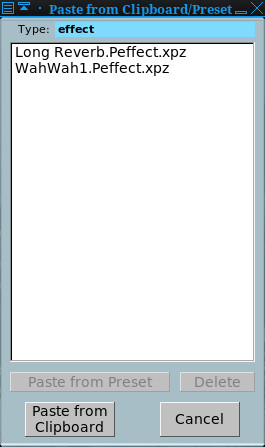 Paste from Clipboard/Preset
Type: effect
Long Reverb.Peffect.xpz
WahWah1.Peffect.xpz
Paste from Preset Delete
Paste from
Clipboard
Cancel